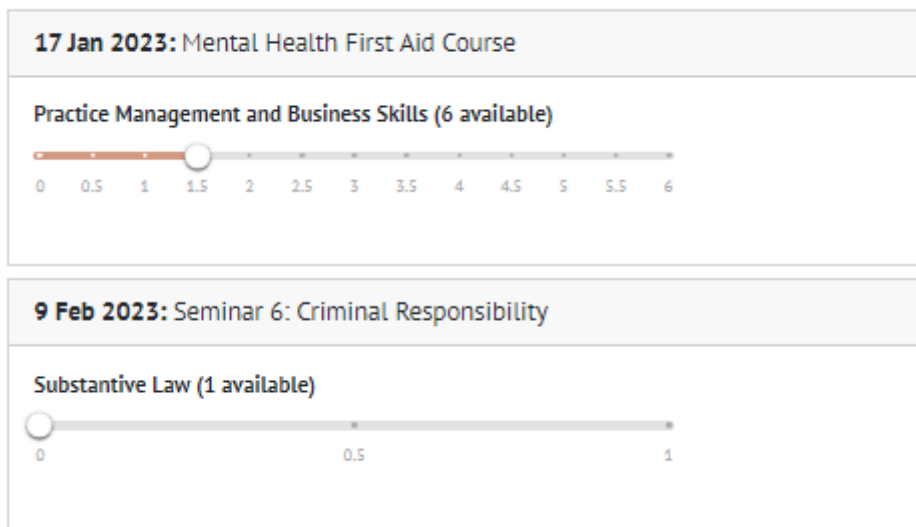 17 Jan 2023: Mental Health First Aid Course
Practice Management and Business Skills (6 available)
0 0.5 1 1.5 2 2.5 3 3.5 4 4.5 5 5.5 6
9 Feb 2023: Seminar 6: Criminal Responsibility
Substantive Law (1 available)
0 0.5 1